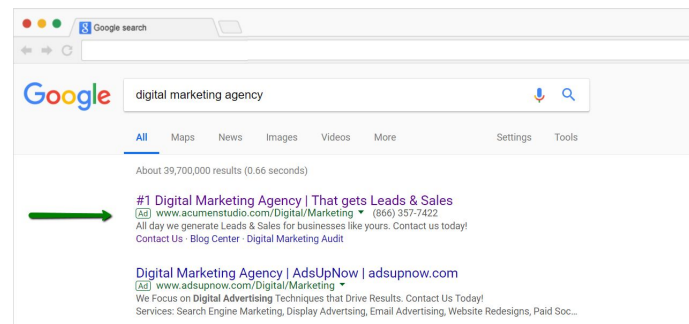 Google search
Google
digital marketing agency
All Maps News Images Videos More Settings Tools
About 39,700,000 results (0.66 seconds)
#1 Digital Marketing Agency | That gets Leads & Sales
Ad www.acumenstudio.com/Digital/Marketing ▼ (866) 357-7422
All day we generate Leads & Sales for businesses like yours. Contact us today!
Contact Us · Blog Center · Digital Marketing Audit
Digital Marketing Agency | AdsUpNow | adsupnow.com
Ad www.adsupnow.com/Digital/Marketing ▼
We Focus on Digital Advertising Techniques that Drive Results. Contact Us Today!
Services: Search Engine Marketing, Display Advertsing, Email Advertising, Website Redesigns, Paid Soc...